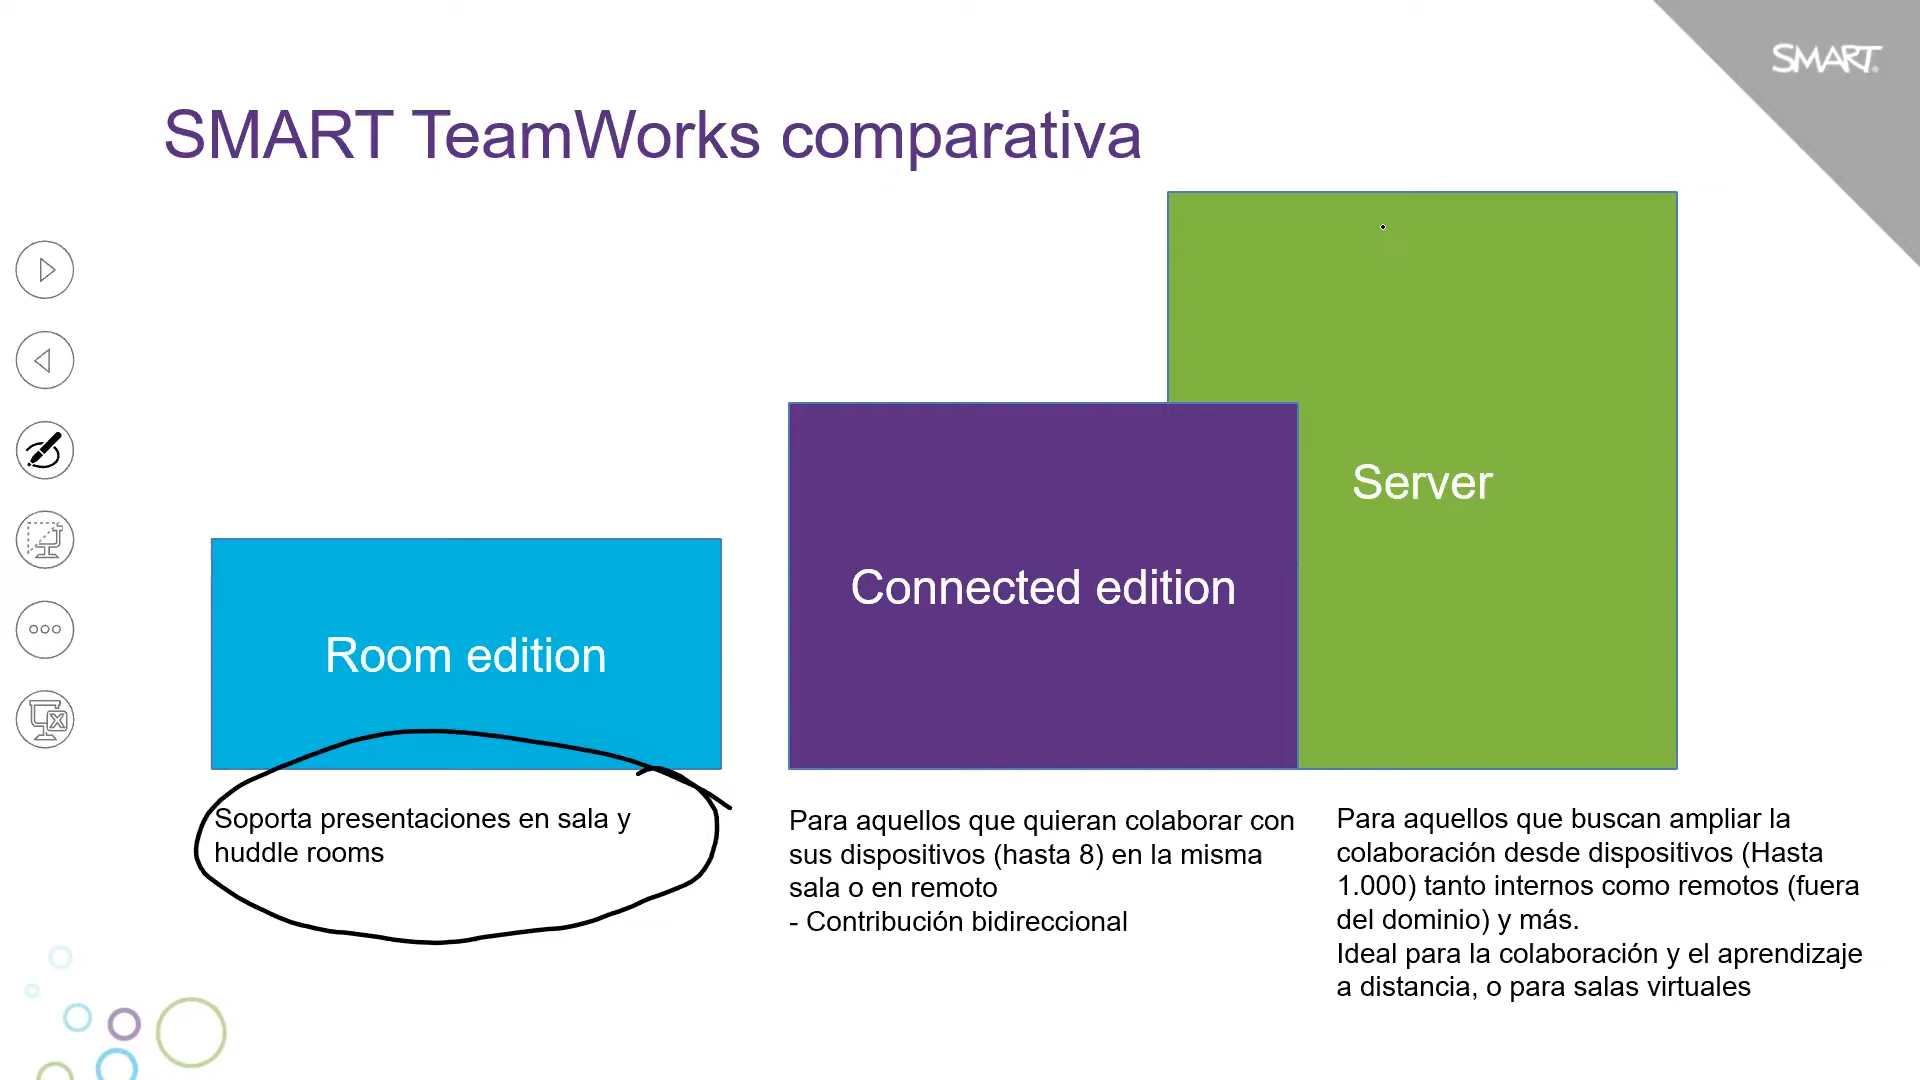 SMART
SMART TeamWorks comparativa
Server
Connected edition
Room edition
Soporta presentaciones en sala y
huddle rooms
Para aquellos que quieran colaborar con
sus dispositivos (hasta 8) en la misma
sala o en remoto
- Contribución bidireccional
Para aquellos que buscan ampliar la
colaboración desde dispositivos (Hasta
1.000) tanto internos como remotos (fuera
del dominio) y más.
Ideal para la colaboración y el aprendizaje
a distancia, o para salas virtuales